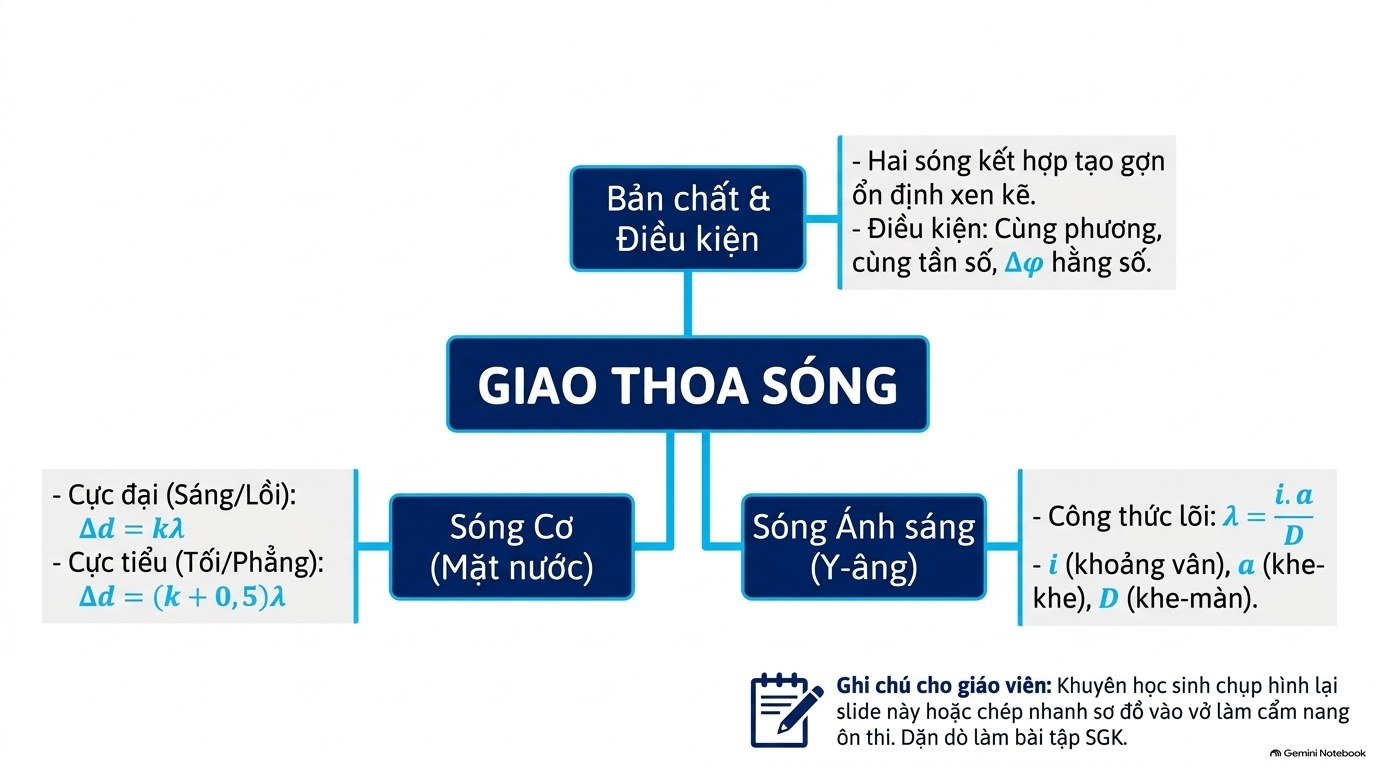 Bản chất &
Điều kiện
- Hai sóng kết hợp tạo gợn
ổn định xen kẽ.
- Điều kiện: Cùng phương,
cùng tần số, Δφ hằng số.
GIAO THOA SÓNG
- Cực đại (Sáng/Lồi):
Δd = kλ
- Cực tiểu (Tối/Phẳng):
Δd = (k + 0,5)λ
Sóng Cơ
(Mặt nước)
Sóng Ánh sáng
(Y-âng)
- Công thức lõi: λ = i.a/D
- i (khoảng vân), a (khe-
khe), D (khe-màn).
Ghi chú cho giáo viên: Khuyên học sinh chụp hình lại
slide này hoặc chép nhanh sơ đồ vào vở làm cẩm nang
ôn thi. Dặn dò làm bài tập SGK.
Gemini Notebook